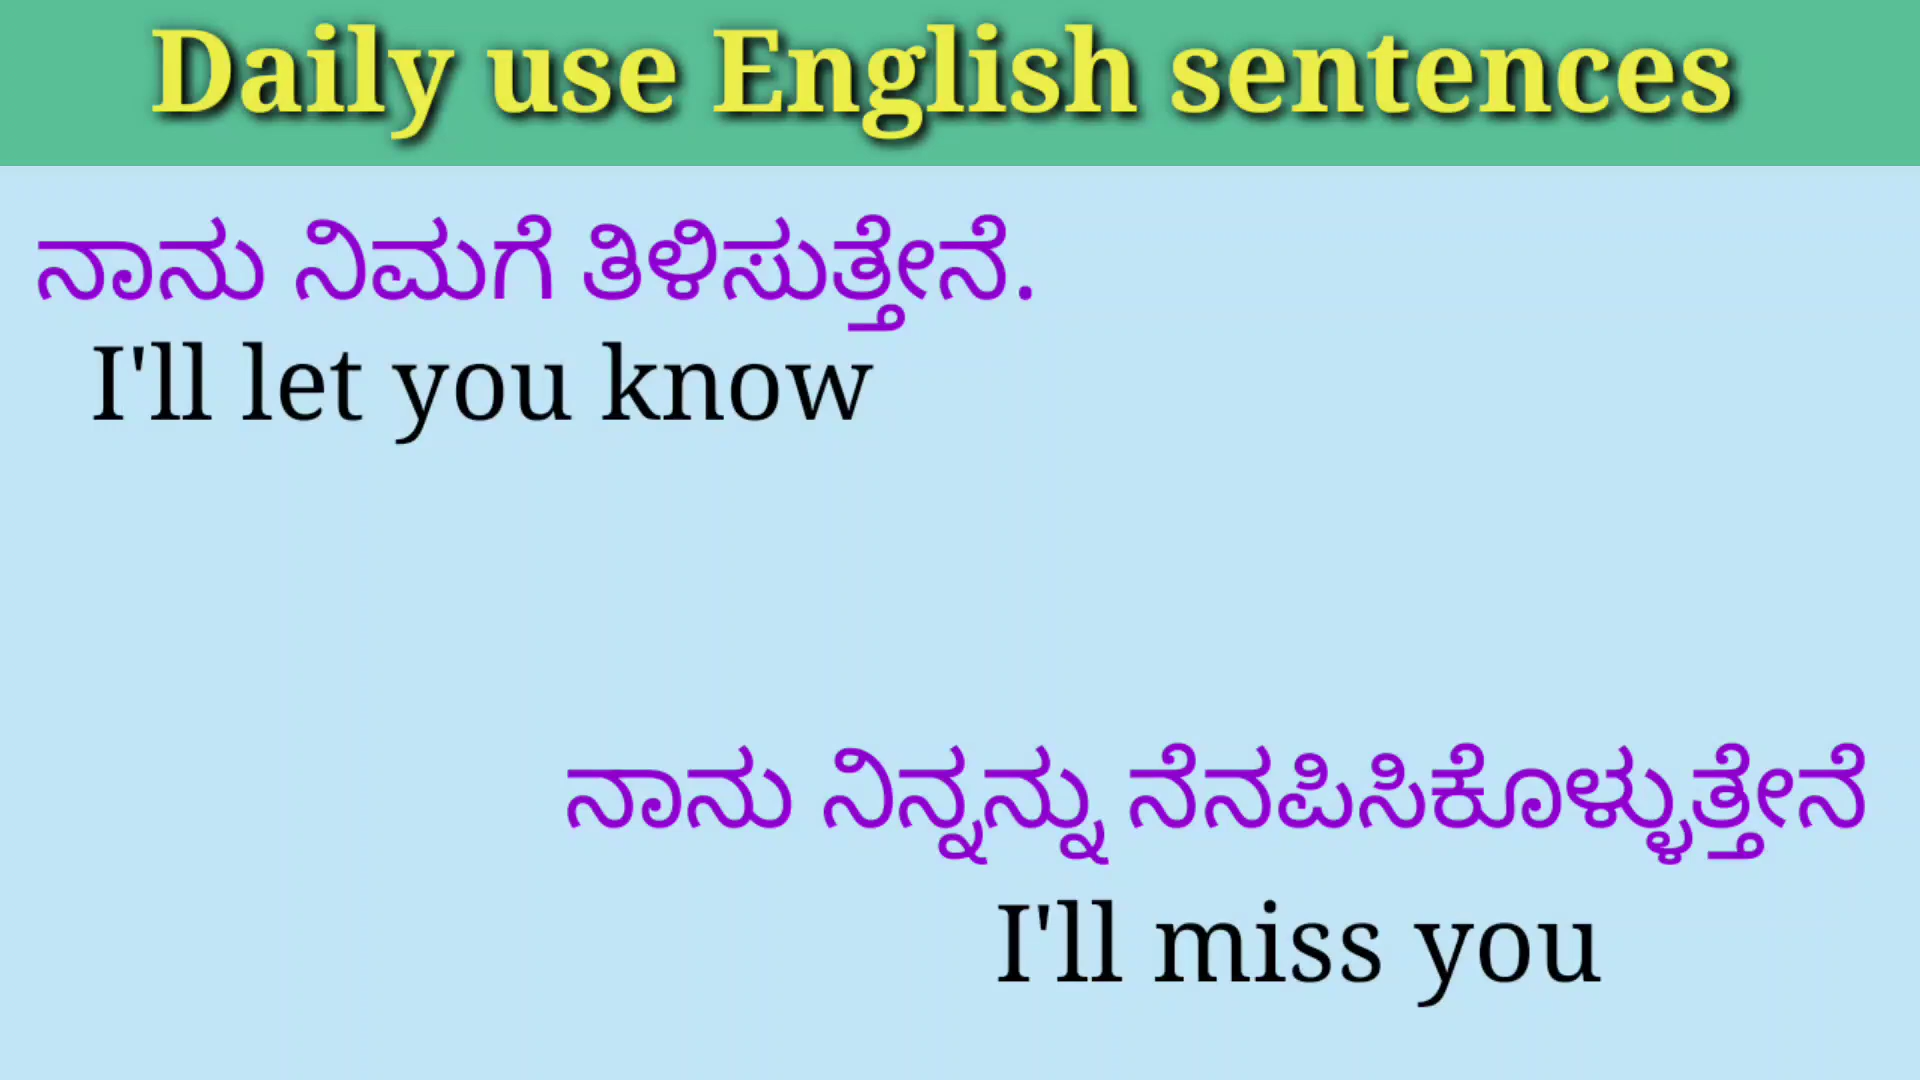 Daily use English sentences
ನಾನು ನಿಮಗೆ ತಿಳಿಸುತ್ತೇನೆ.
I'll let you know
ನಾನು ನಿನ್ನನ್ನು ನೆನಪಿಸಿಕೊಳ್ಳುತ್ತೇನೆ
I'll miss you